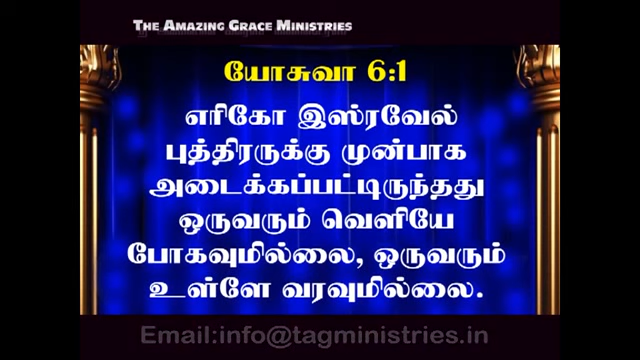 THE AMAZING GRACE MINISTRIES
யோசுவா 6:1
எரிகோ இஸ்ரவேல்
புத்திரருக்கு முன்பாக
அடைக்கப்பட்டிருந்தது
ஒருவரும் வெளியே
போகவுமில்லை, ஒருவரும்
உள்ளே வரவுமில்லை.
Email:info@tagministries.in